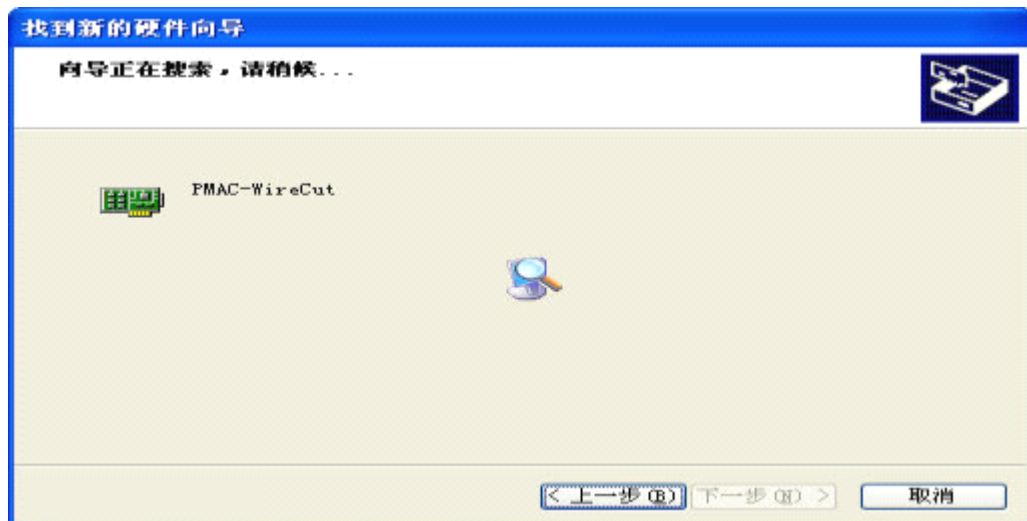 找到新的硬件向导
向导正在搜索，请稍候...
PMAC-WireCut
< 上一步(B) 下一步(N) > 取消